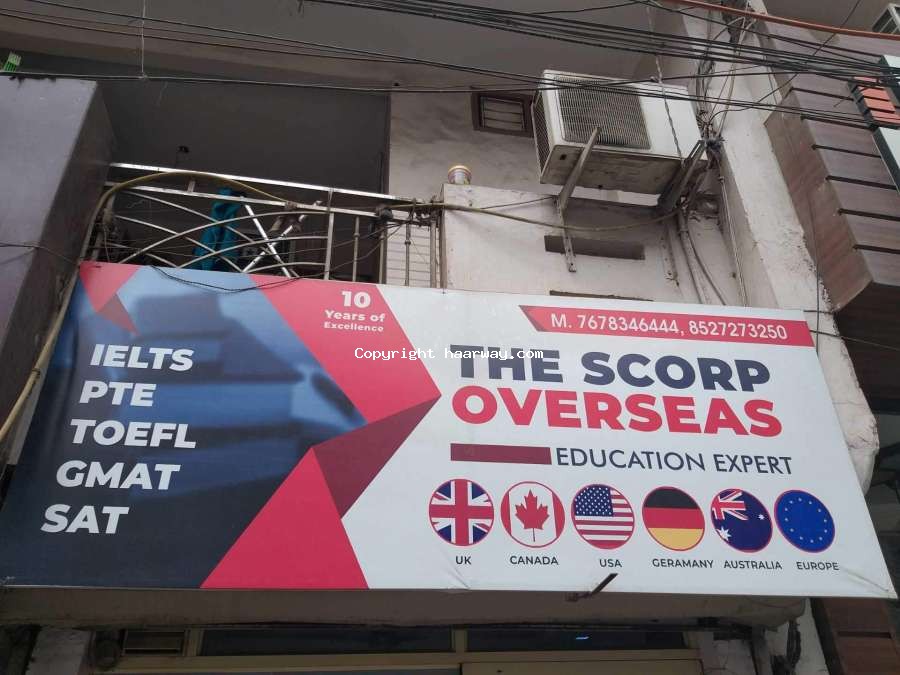 IELTS
PTE
TOEFL
GMAT
SAT
10
Years of
Excellence
M. 7678346444, 8527273250
Copyright haarway.com
THE SCORP
OVERSEAS
EDUCATION EXPERT
UK CANADA USA GERAMANY AUSTRALIA EUROPE